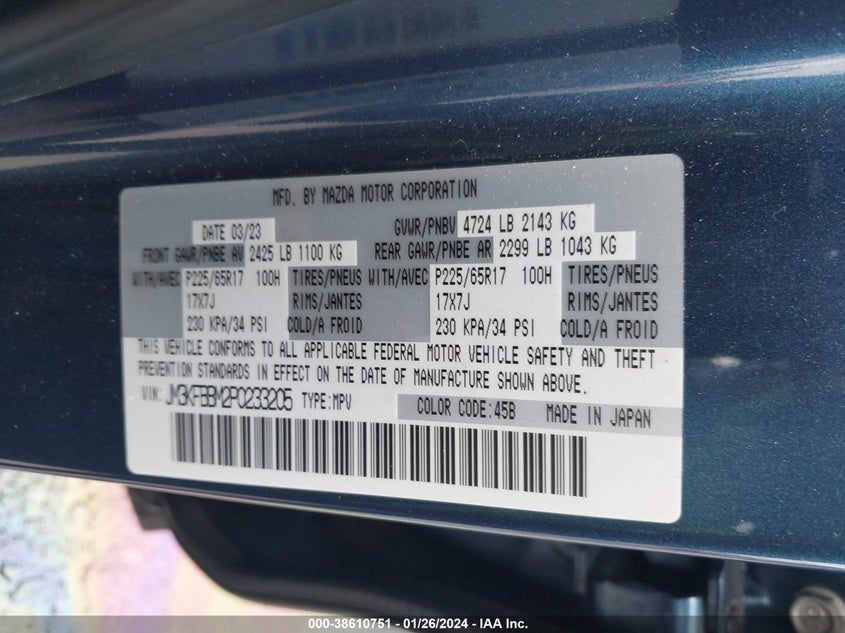 MFD. BY MAZDA MOTOR CORPORATION
DATE 03/23 GVWR/PNBV 4724 LB 2143 KG
FRONT GAWR/PNBE AV 2425 LB 1100 KG REAR GAWR/PNBE AR 2299 LB 1043 KG
WITH/AVEC P225/65R17 100H TIRES/PNEUS WITH/AVEC P225/65R17 100H TIRES/PNEUS
17X7J RIMS/JANTES 17X7J RIMS/JANTES
230 KPA/34 PSI COLD/A FROID 230 KPA/34 PSI COLD/A FROID
THIS VEHICLE CONFORMS TO ALL APPLICABLE FEDERAL MOTOR VEHICLE SAFETY AND THEFT
PREVENTION STANDARDS IN EFFECT ON THE DATE OF MANUFACTURE SHOWN ABOVE.
VIN: JM3KFBBM2P0233205 TYPE:MPV COLOR CODE:45B MADE IN JAPAN
000-38610751 - 01/26/2024 - IAA Inc.